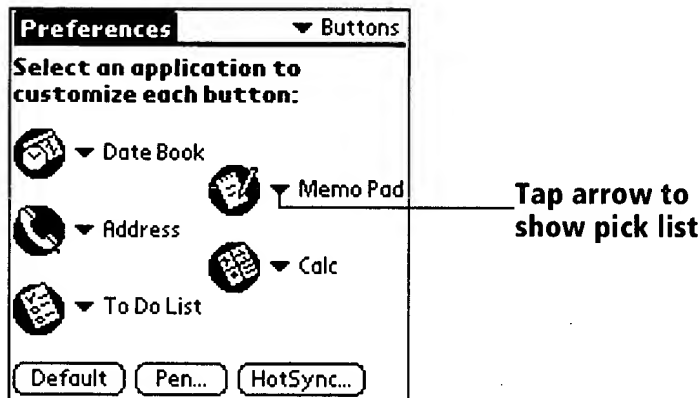 Preferences
Buttons
Select an application to
customize each button:
Date Book
Memo Pad
Address
Calc
To Do List
Default
Pen...
HotSync...
Tap arrow to
show pick list